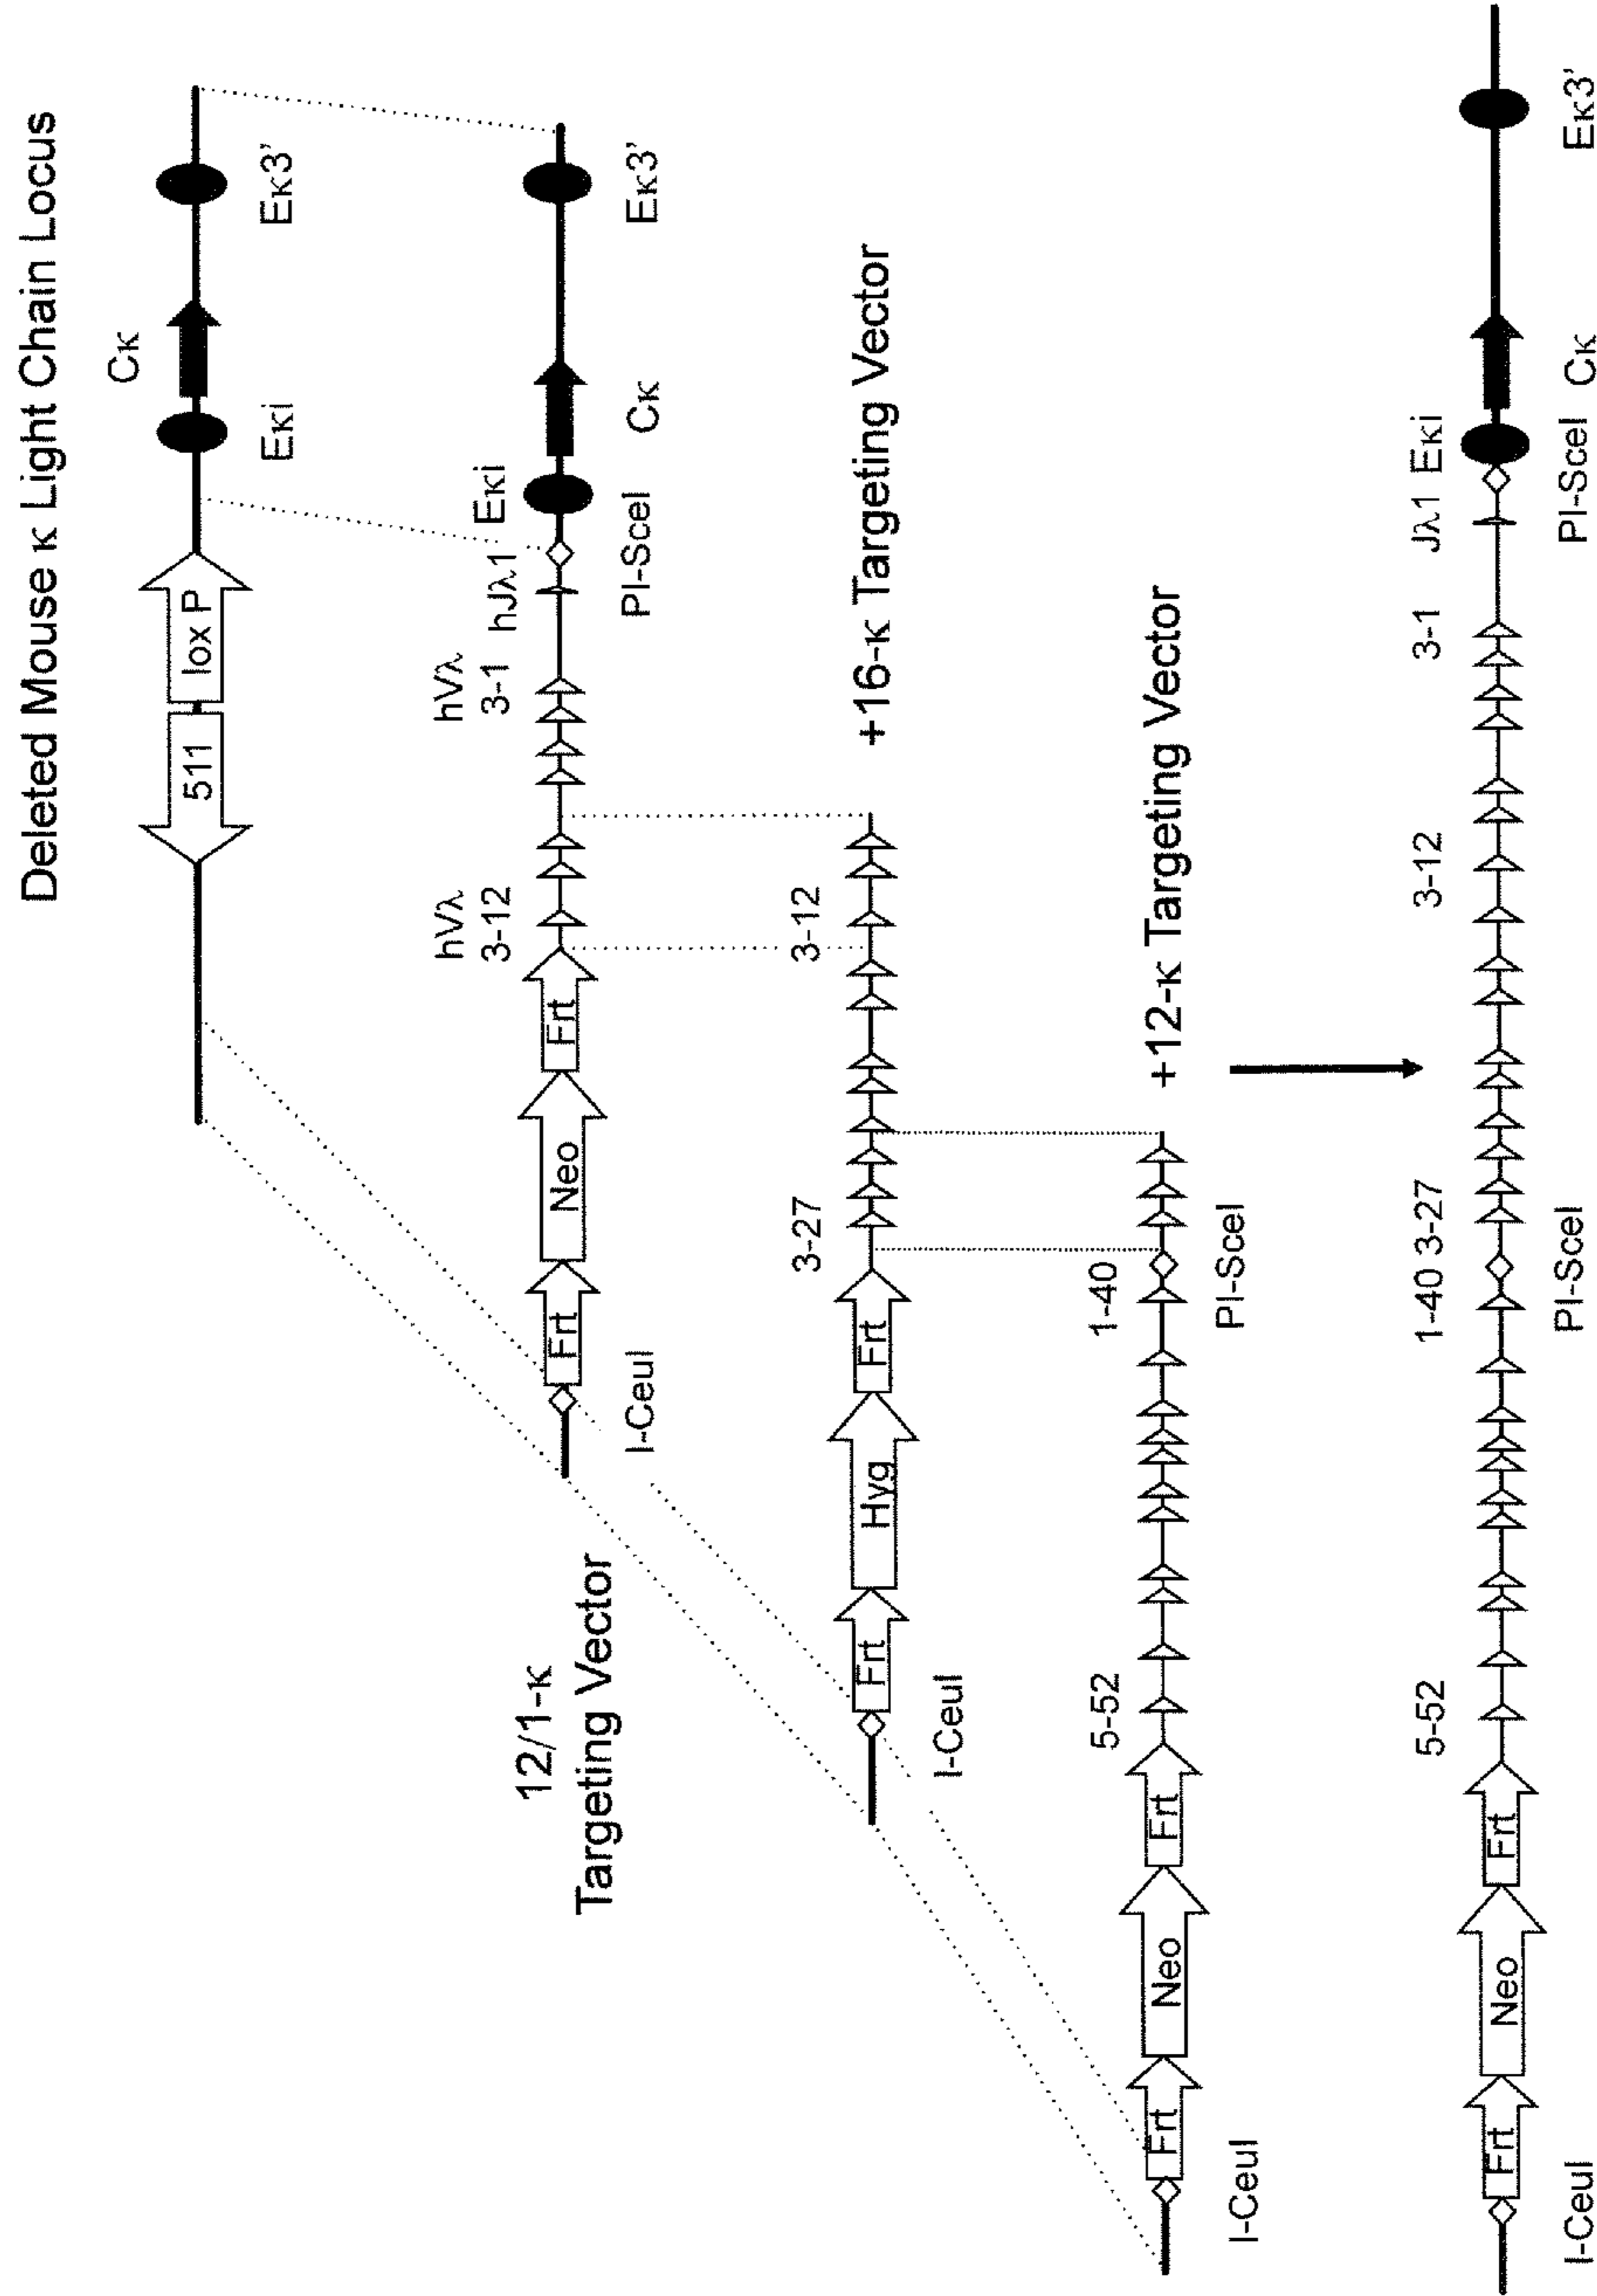 Deleted Mouse κ Light Chain Locus
511
lox P
Eκi
Cκ
Eκ3'
12/1-κ
Targeting Vector
I-CeuI
Frt
Neo
Frt
hVλ
3-12
hVλ
3-1
hJλ1
PI-SceI
Eκi
Cκ
Eκ3'
+16-κ Targeting Vector
I-CeuI
Frt
Hyg
Frt
3-27
3-12
+12-κ Targeting Vector
I-CeuI
Frt
Neo
Frt
5-52
1-40
PI-SceI
I-CeuI
Frt
Neo
Frt
5-52
1-40 3-27
PI-SceI
3-12
3-1
Jλ1 Eκi
PI-SceI Cκ
Eκ3'